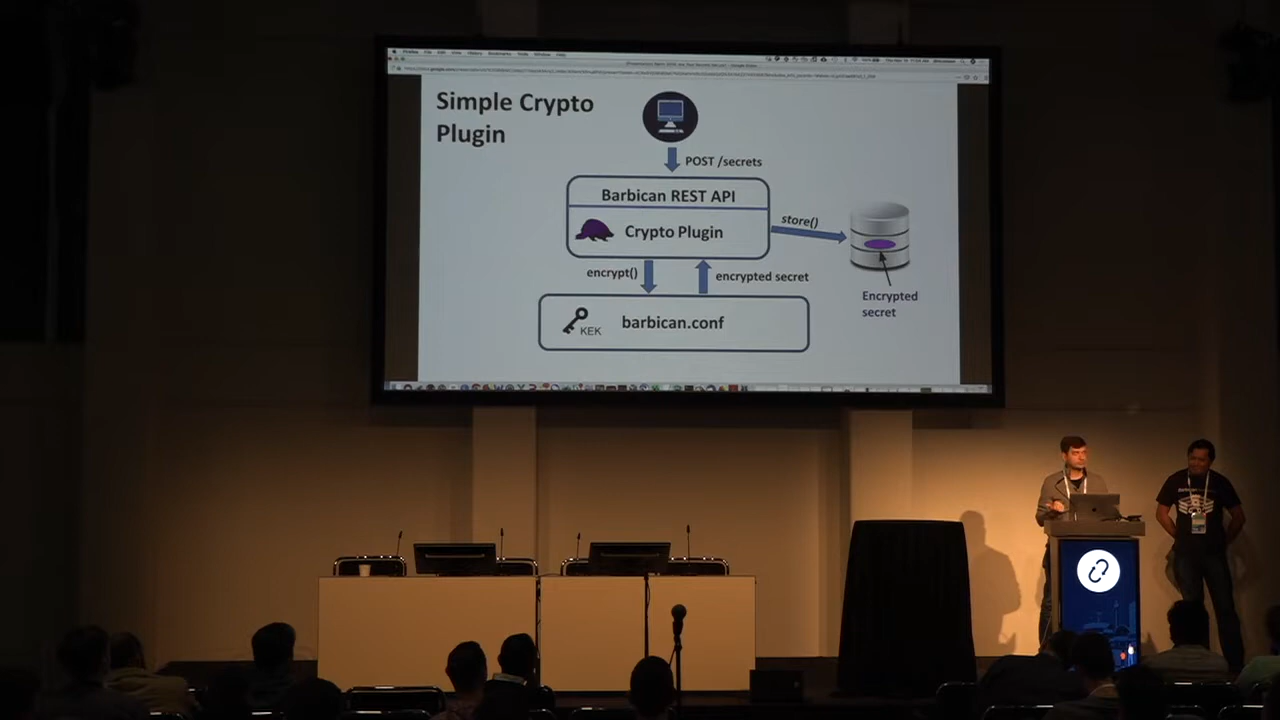 Simple Crypto
Plugin
POST /secrets
Barbican REST API
Crypto Plugin
store()
encrypt()
encrypted secret
Encrypted
secret
KEK
barbican.conf